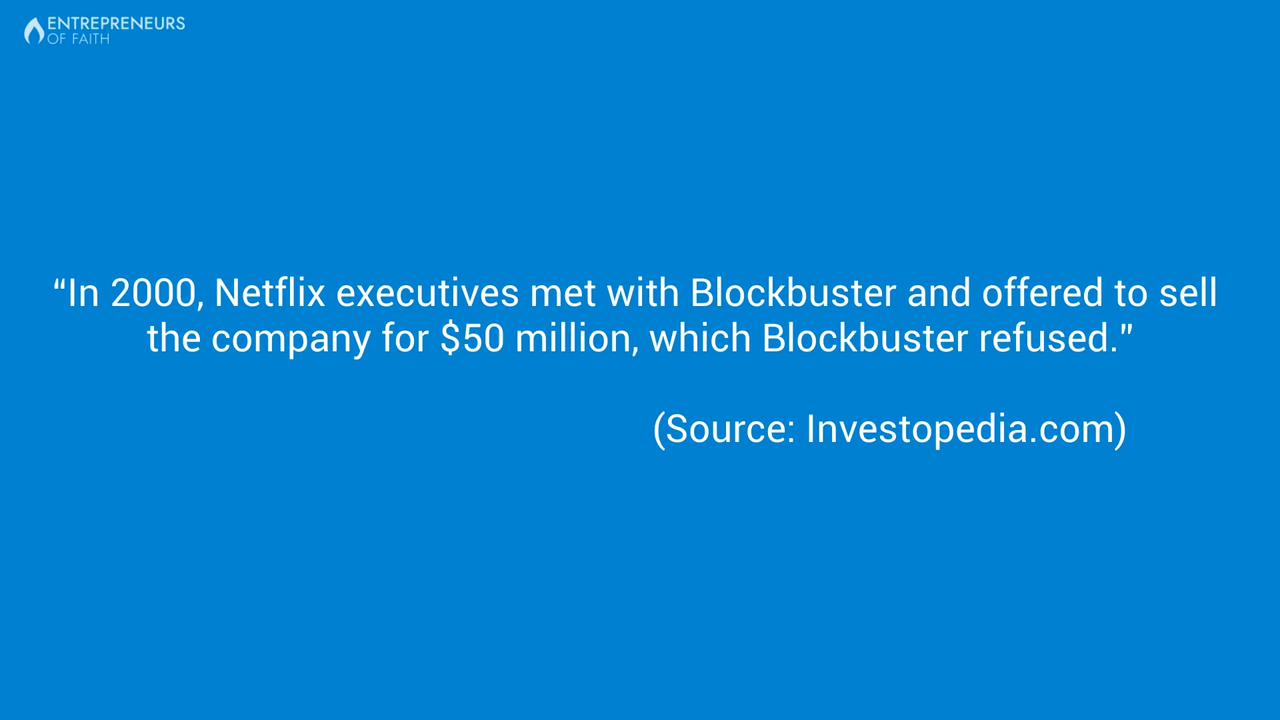 ENTREPRENEURS
OF FAITH
“In 2000, Netflix executives met with Blockbuster and offered to sell
the company for $50 million, which Blockbuster refused.”
(Source: Investopedia.com)